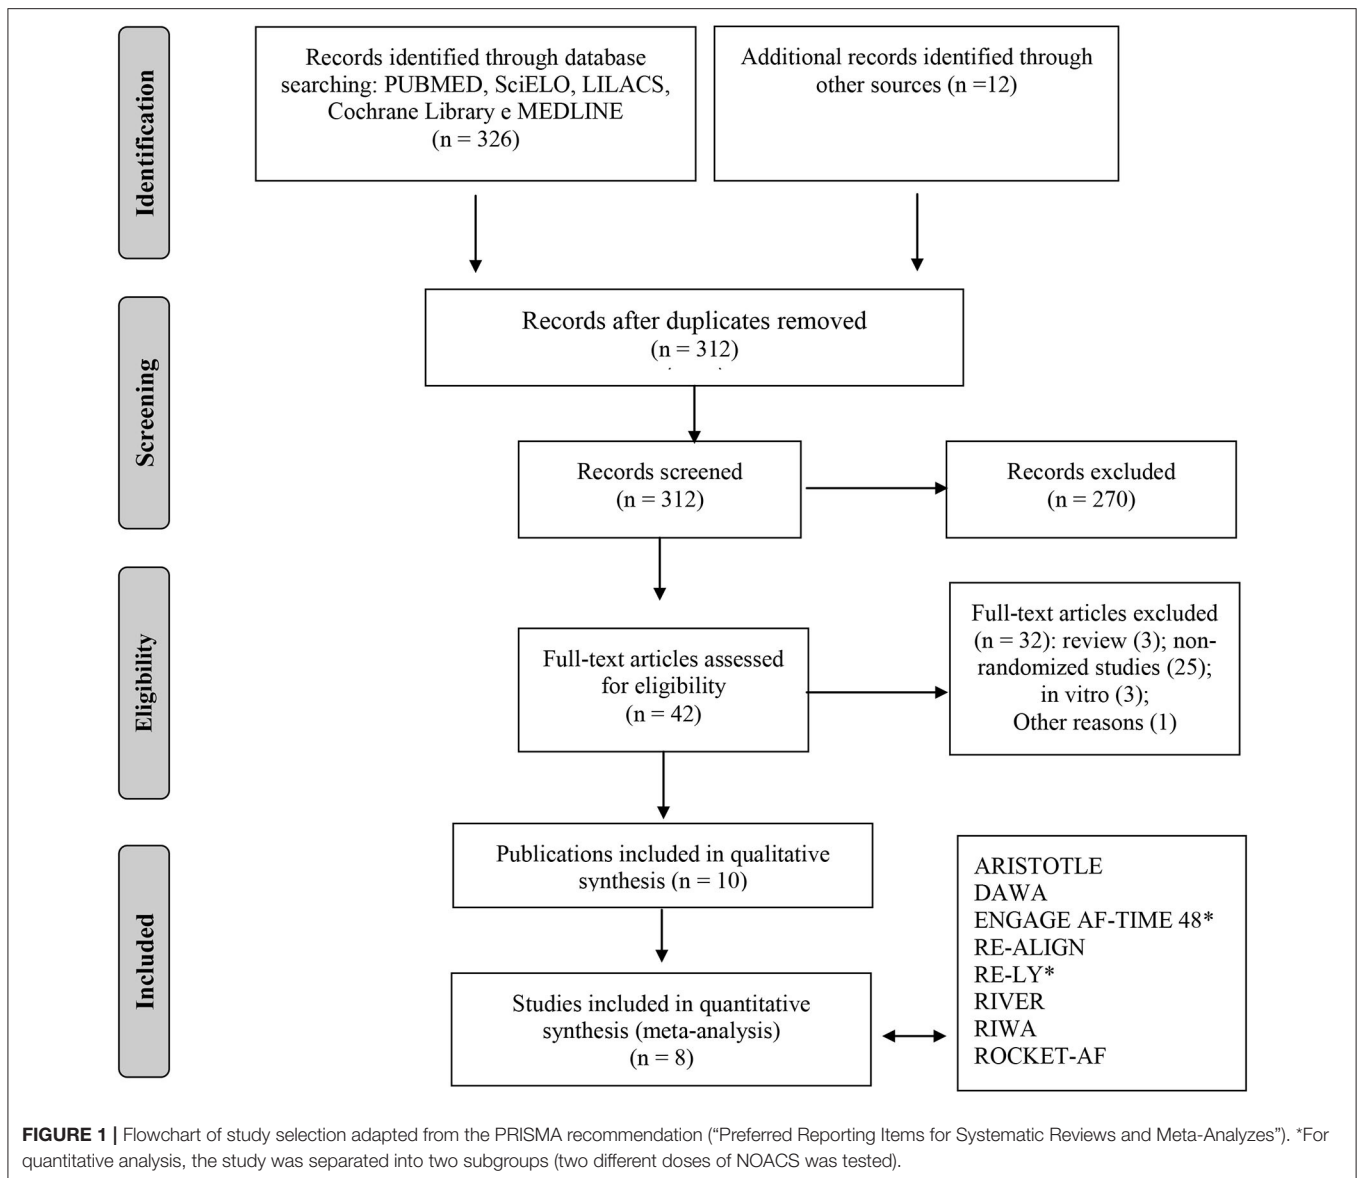 Identification
Records identified through database
searching: PUBMED, SciELO, LILACS,
Cochrane Library e MEDLINE
(n = 326)
Additional records identified through
other sources (n =12)
Screening
Records after duplicates removed
(n = 312)
Records screened
(n = 312)
Records excluded
(n = 270)
Eligibility
Full-text articles assessed
for eligibility
(n = 42)
Full-text articles excluded
(n = 32): review (3); non-
randomized studies (25);
in vitro (3);
Other reasons (1)
Included
Publications included in qualitative
synthesis (n = 10)
Studies included in quantitative
synthesis (meta-analysis)
(n = 8)
ARISTOTLE
DAWA
ENGAGE AF-TIME 48*
RE-ALIGN
RE-LY*
RIVER
RIWA
ROCKET-AF
FIGURE 1 | Flowchart of study selection adapted from the PRISMA recommendation (“Preferred Reporting Items for Systematic Reviews and Meta-Analyzes”). *For
quantitative analysis, the study was separated into two subgroups (two different doses of NOACS was tested).